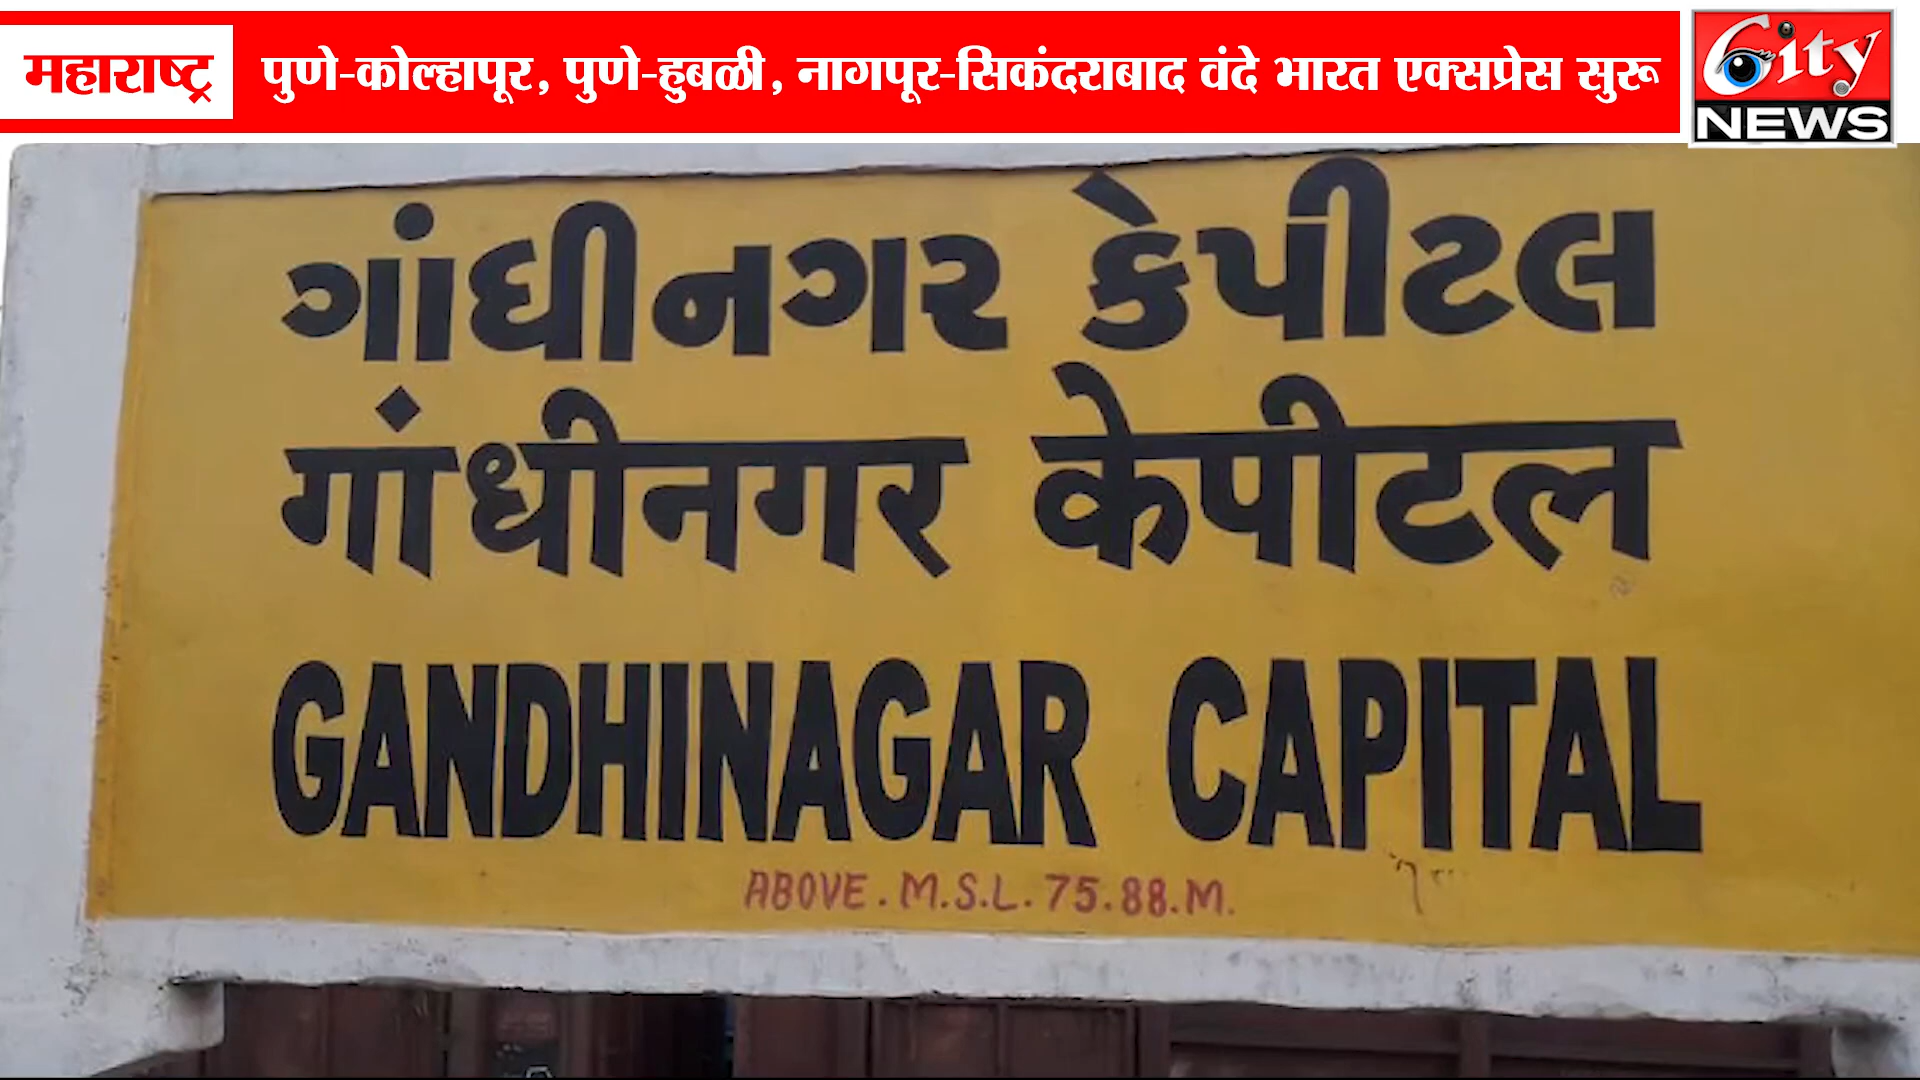 महाराष्ट्र
पुणे-कोल्हापूर, पुणे-हुबळी, नागपूर-सिकंदराबाद वंदे भारत एक्सप्रेस सुरू
City
NEWS
ગાંધીનગર કેપીટલ
गांधीनगर केपीटल
GANDHINAGAR CAPITAL
ABOVE. M.S.L. 75.88.M.